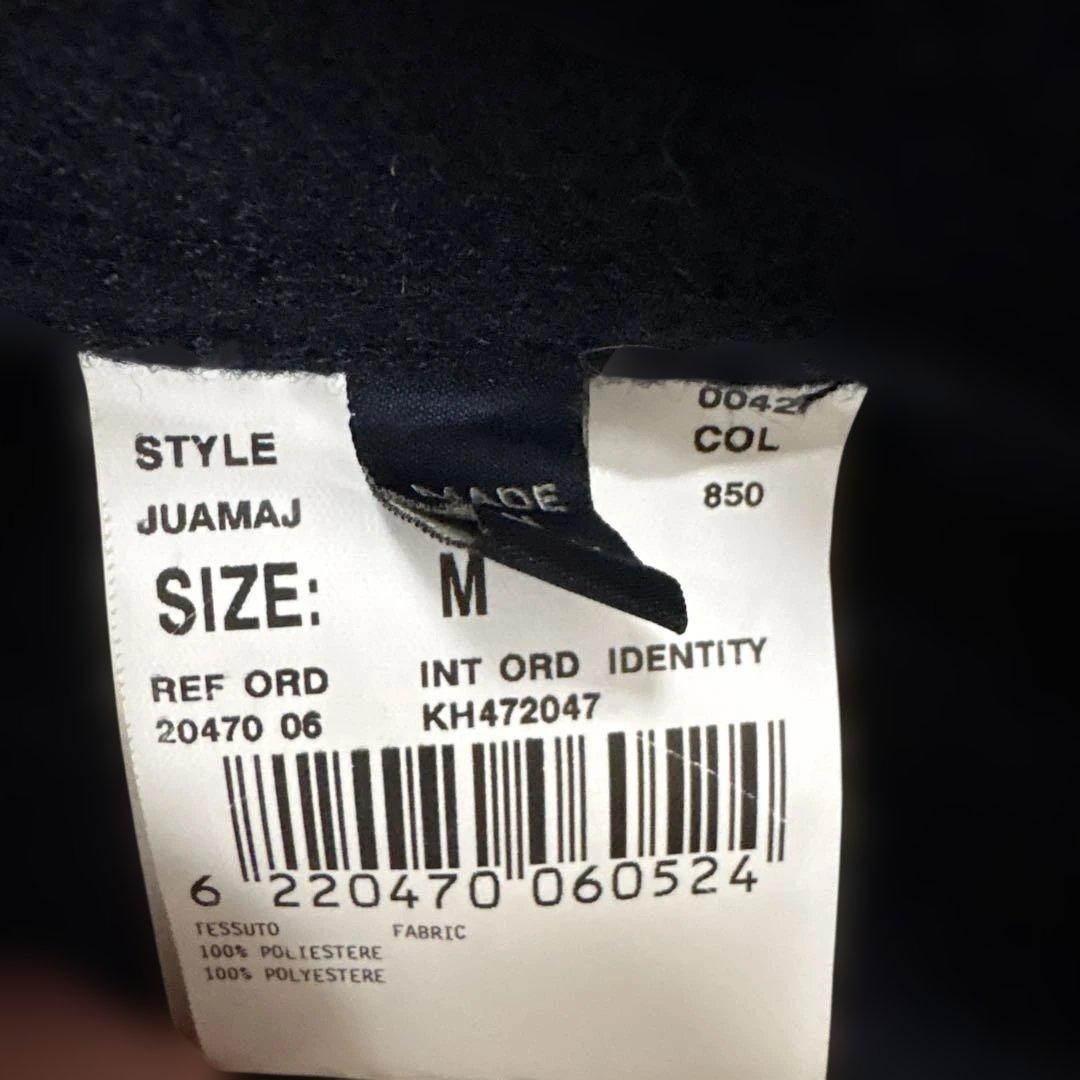 0042
STYLE COL
JUAMAJ 850
MADE
SIZE: M
REF ORD INT ORD IDENTITY
20470 06 KH472047
6 220470 060524
TESSUTO FABRIC
100% POLIESTERE
100% POLYESTERE